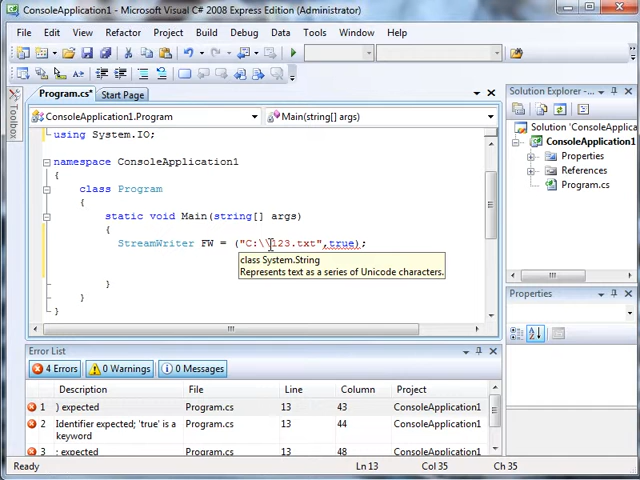 ConsoleApplication1 - Microsoft Visual C# 2008 Express Edition (Administrator)
File Edit View Refactor Project Build Debug Data Tools Window Help
Program.cs* Start Page
Solution Explorer -
Toolbox
ConsoleApplication1.Program Main(string[] args)
Solution 'ConsoleApplic
ConsoleApplication1
Properties
References
Program.cs
using System.IO;
namespace ConsoleApplication1
{
class Program
{
static void Main(string[] args)
{
StreamWriter FW = ("C:\\123.txt",true);
class System.String
Represents text as a series of Unicode characters.
}
}
}
Properties
Error List
4 Errors 0 Warnings 0 Messages
Description File Line Column Project
1 ) expected Program.cs 13 43 ConsoleApplication1
2 Identifier expected; 'true' is a keyword Program.cs 13 44 ConsoleApplication1
3 expected Program.cs 13 48 ConsoleApplication1
Ready Ln 13 Col 35 Ch 35